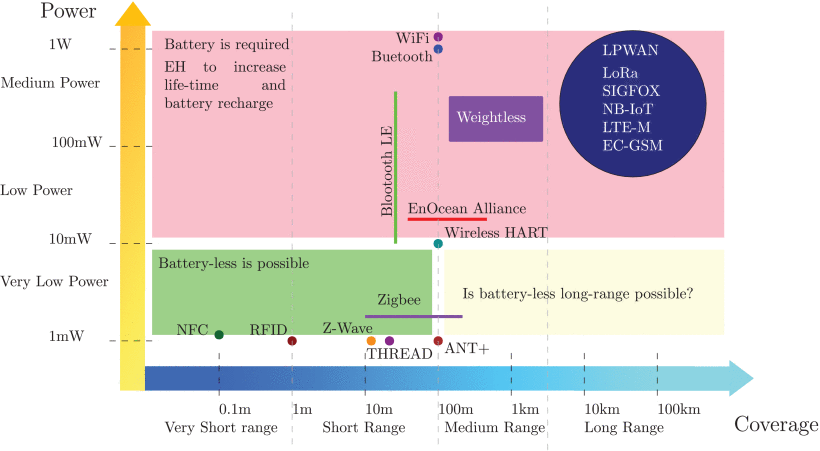 Power
1W
Medium Power
100mW
Low Power
10mW
Very Low Power
1mW
Battery is required
EH to increase
life-time and
battery recharge
WiFi
Buetooth
Blootooth LE
Weightless
LPWAN
LoRa
SIGFOX
NB-IoT
LTE-M
EC-GSM
EnOcean Alliance
Wireless HART
Battery-less is possible
Zigbee
Is battery-less long-range possible?
NFC
RFID
Z-Wave
THREAD
ANT+
0.1m
1m
10m
100m
1km
10km
100km
Very Short range
Short Range
Medium Range
Long Range
Coverage